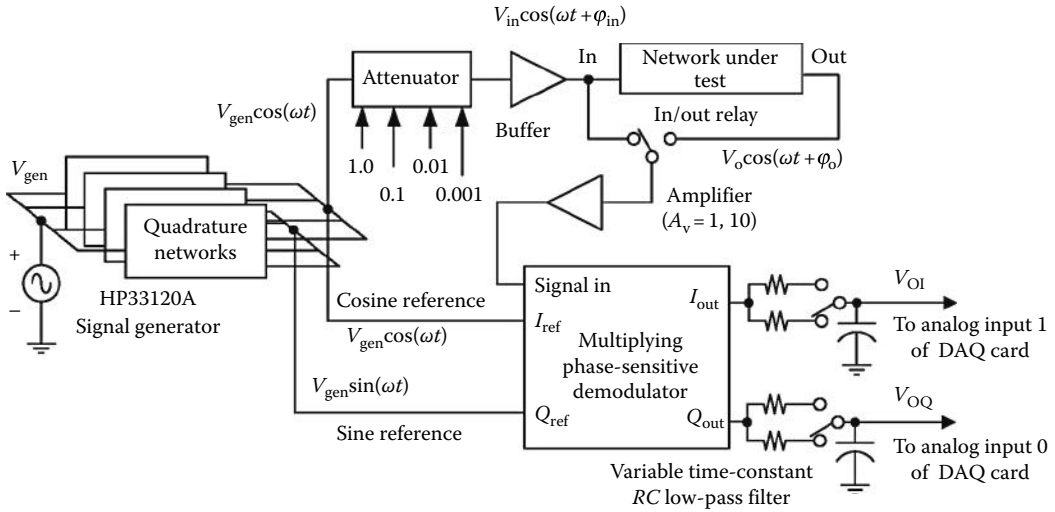 V_in cos(ωt + φ_in)
In
Network under
test
Out
Attenuator
V_gen cos(ωt)
Buffer
In/out relay
V_o cos(ωt + φ_o)
1.0
0.1
0.01
0.001
Amplifier
(A_v = 1, 10)
V_gen
Quadrature
networks
+
−
HP33120A
Signal generator
Cosine reference
V_gen cos(ωt)
V_gen sin(ωt)
Sine reference
Signal in
I_ref
I_out
Multiplying
phase-sensitive
demodulator
Q_ref
Q_out
V_OI
To analog input 1
of DAQ card
V_OQ
To analog input 0
of DAQ card
Variable time-constant
RC low-pass filter